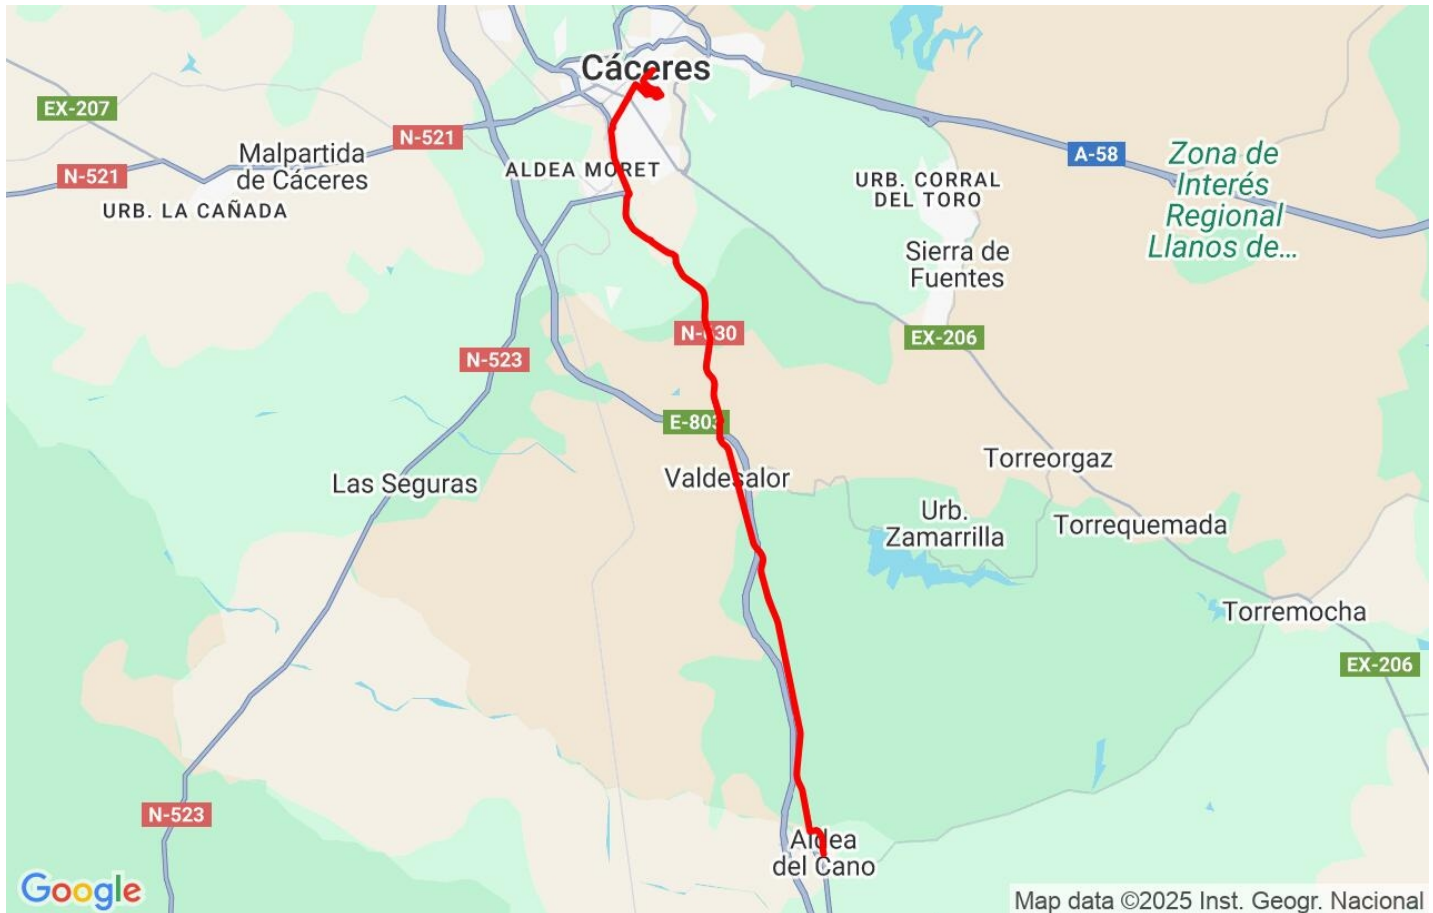 Cáceres
EX-207
N-521
Malpartida
de Cáceres
N-521
URB. LA CAÑADA
ALDEA MORET
A-58
Zona de
Interés
Regional
Llanos de...
URB. CORRAL
DEL TORO
Sierra de
Fuentes
N-630
EX-206
N-523
E-803
Valdesalor
Las Seguras
Torreorgaz
Urb.
Zamarrilla
Torrequemada
Torremocha
EX-206
N-523
Aldea
del Cano
Google
Map data ©2025 Inst. Geogr. Nacional